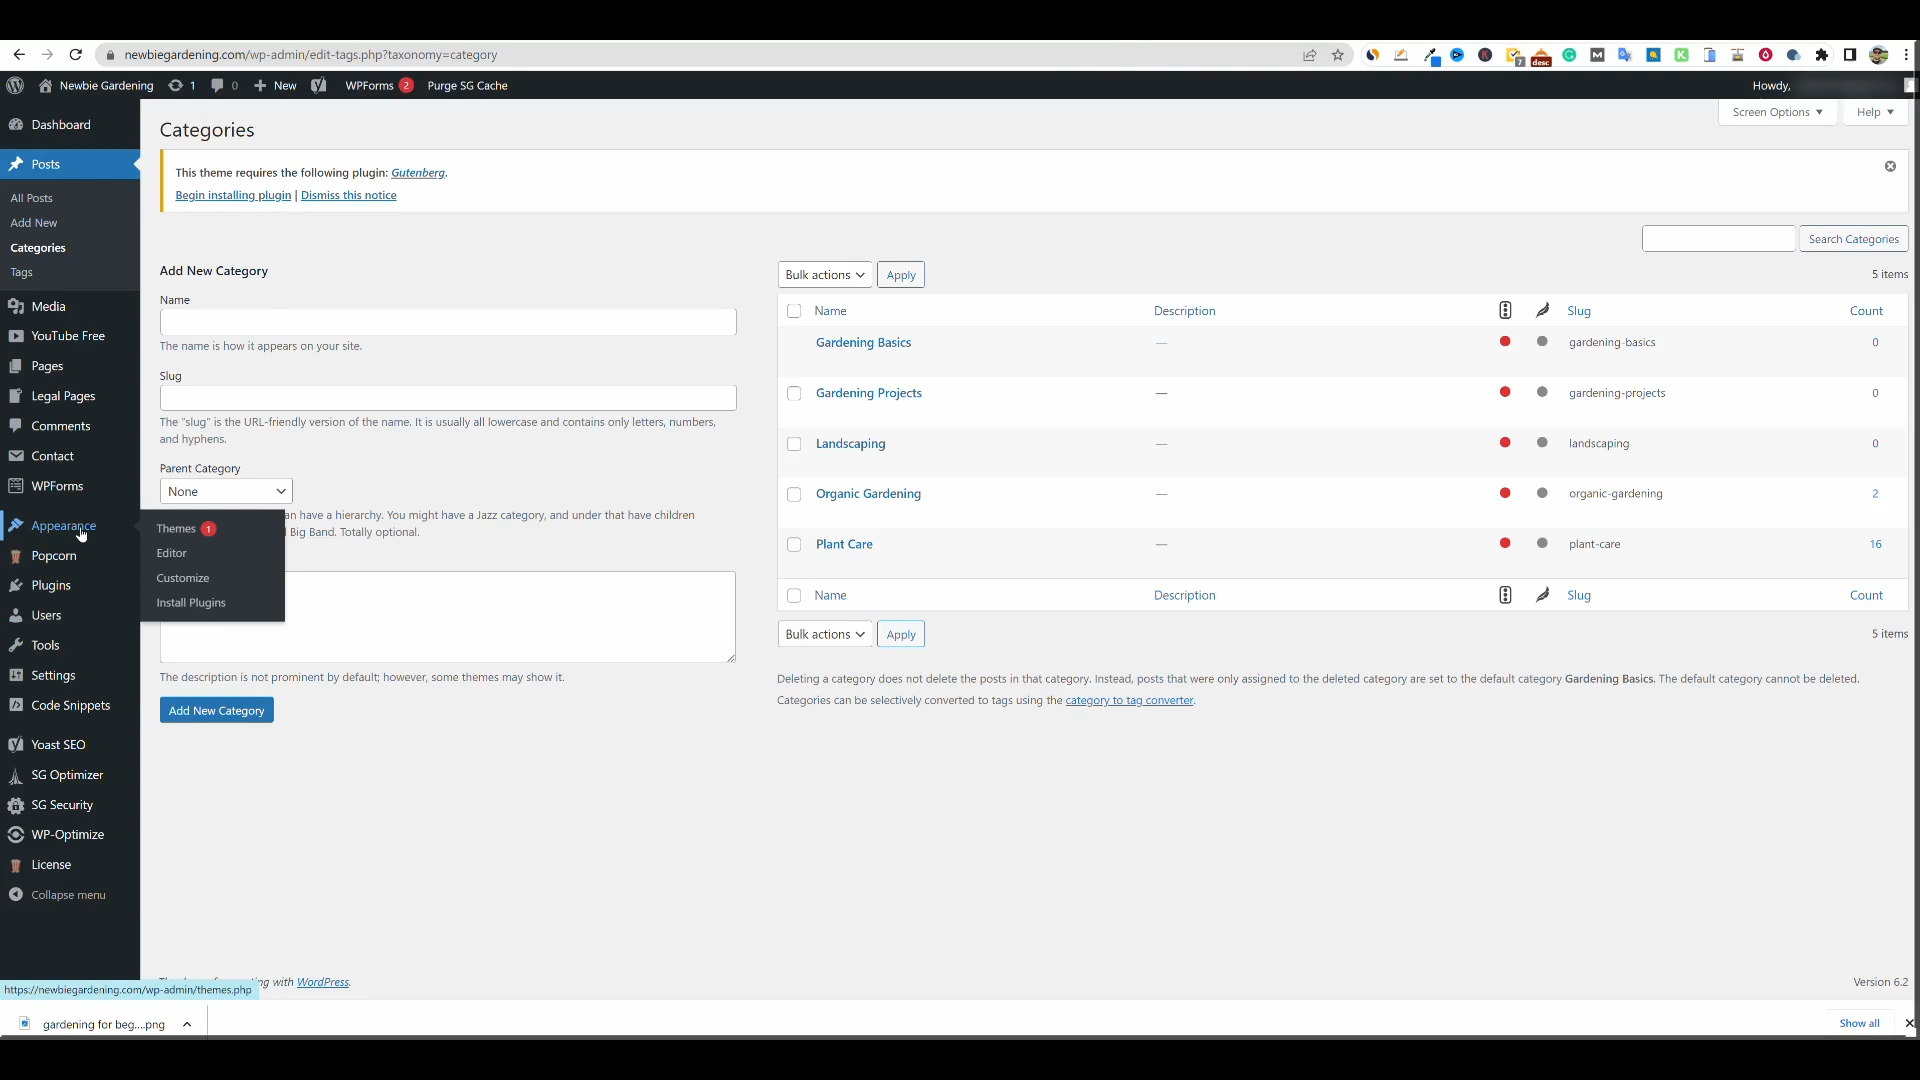 newbiegardening.com/wp-admin/edit-tags.php?taxonomy=category
7
desc
Newbie Gardening 1 0 New WPForms 2 Purge SG Cache
Howdy,
Dashboard
Posts
All Posts
Add New
Categories
Tags
Media
YouTube Free
Pages
Legal Pages
Comments
Contact
WPForms
Appearance
Popcorn
Plugins
Users
Tools
Settings
Code Snippets
Yoast SEO
SG Optimizer
SG Security
WP-Optimize
License
Collapse menu
Themes 1
Editor
Customize
Install Plugins
Screen Options
Help
Categories
This theme requires the following plugin: Gutenberg.
Begin installing plugin | Dismiss this notice
Search Categories
Add New Category
Name
The name is how it appears on your site.
Slug
The "slug" is the URL-friendly version of the name. It is usually all lowercase and contains only letters, numbers,
and hyphens.
Parent Category
None
an have a hierarchy. You might have a Jazz category, and under that have children
Big Band. Totally optional.
The description is not prominent by default; however, some themes may show it.
Add New Category
Bulk actions Apply 5 items
Name Description Slug Count
Gardening Basics — gardening-basics 0
Gardening Projects — gardening-projects 0
Landscaping — landscaping 0
Organic Gardening — organic-gardening 2
Plant Care — plant-care 16
Name Description Slug Count
Bulk actions Apply 5 items
Deleting a category does not delete the posts in that category. Instead, posts that were only assigned to the deleted category are set to the default category Gardening Basics. The default category cannot be deleted.
Categories can be selectively converted to tags using the category to tag converter.
ng with WordPress.
Version 6.2
https://newbiegardening.com/wp-admin/themes.php
gardening for beg....png
Show all